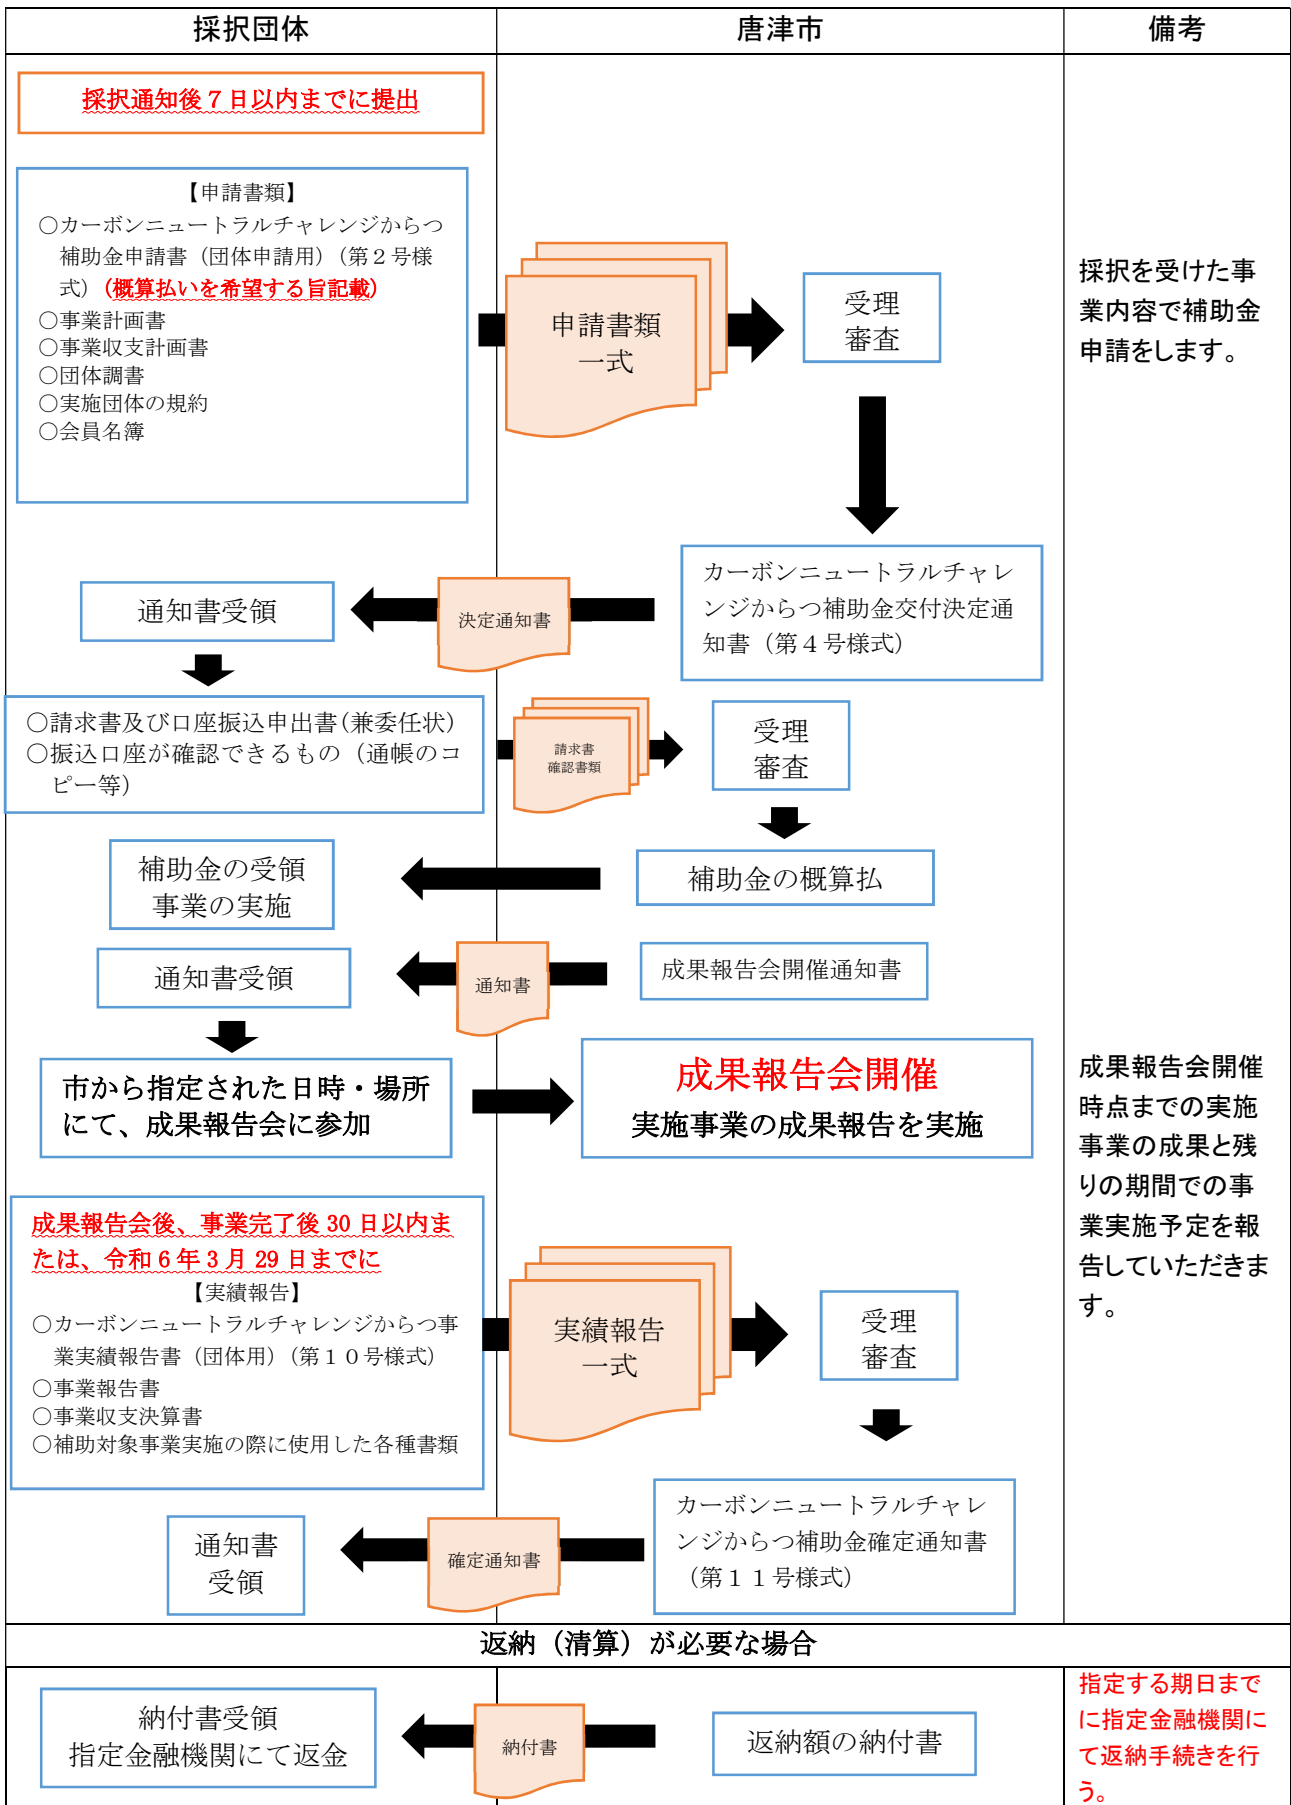 採択団体
唐津市
備考
採択通知後7日以内までに提出
【申請書類】
○カーボンニュートラルチャレンジからつ
補助金申請書（団体申請用）（第２号様
式）（概算払いを希望する旨記載）
○事業計画書
○事業収支計画書
○団体調書
○実施団体の規約
○会員名簿
申請書類
一式
受理
審査
採択を受けた事
業内容で補助金
申請をします。
カーボンニュートラルチャレ
ンジからつ補助金交付決定通
知書（第４号様式）
決定通知書
通知書受領
○請求書及び口座振込申出書(兼委任状)
○振込口座が確認できるもの（通帳のコ
ピー等）
請求書
確認書類
受理
審査
補助金の概算払
補助金の受領
事業の実施
成果報告会開催通知書
通知書
通知書受領
市から指定された日時・場所
にて、成果報告会に参加
成果報告会開催
実施事業の成果報告を実施
成果報告会開催
時点までの実施
事業の成果と残
りの期間での事
業実施予定を報
告していただきま
す。
成果報告会後、事業完了後 30 日以内ま
たは、令和 6 年 3 月 29 日までに
【実績報告】
○カーボンニュートラルチャレンジからつ事
業実績報告書（団体用）（第１０号様式）
○事業報告書
○事業収支決算書
○補助対象事業実施の際に使用した各種書類
実績報告
一式
受理
審査
カーボンニュートラルチャレ
ンジからつ補助金確定通知書
（第１１号様式）
確定通知書
通知書
受領
返納（清算）が必要な場合
納付書受領
指定金融機関にて返金
納付書
返納額の納付書
指定する期日まで
に指定金融機関に
て返納手続きを行
う。